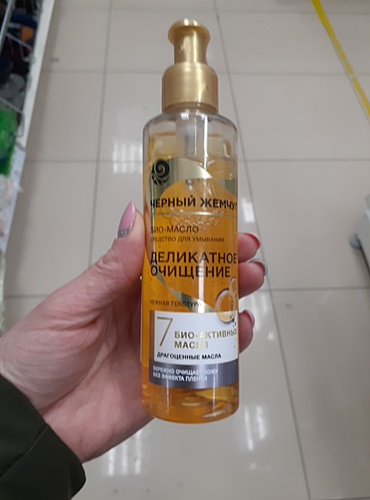 ЧЕРНЫЙ ЖЕМЧУГ
БИО-МАСЛО
СРЕДСТВО ДЛЯ УМЫВАНИЯ
ДЕЛИКАТНОЕ
ОЧИЩЕНИЕ
НЕЖНАЯ ТЕКСТУРА
7 БИО-АКТИВНЫХ
МАСЕЛ
ДРАГОЦЕННЫЕ МАСЛА
БЕРЕЖНО ОЧИЩАЕТ КОЖУ
БЕЗ ЭФФЕКТА ПЛЕНКИ